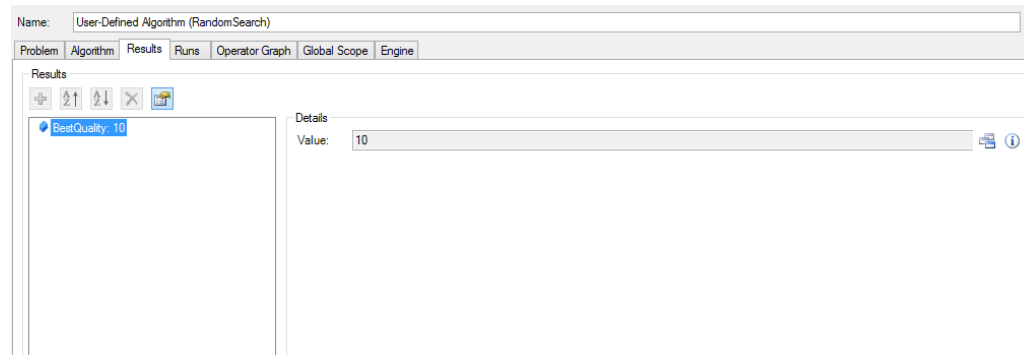 Name: User-Defined Algorithm (RandomSearch)
Problem Algorithm Results Runs Operator Graph Global Scope Engine
Results
BestQuality: 10
Details
Value: 10